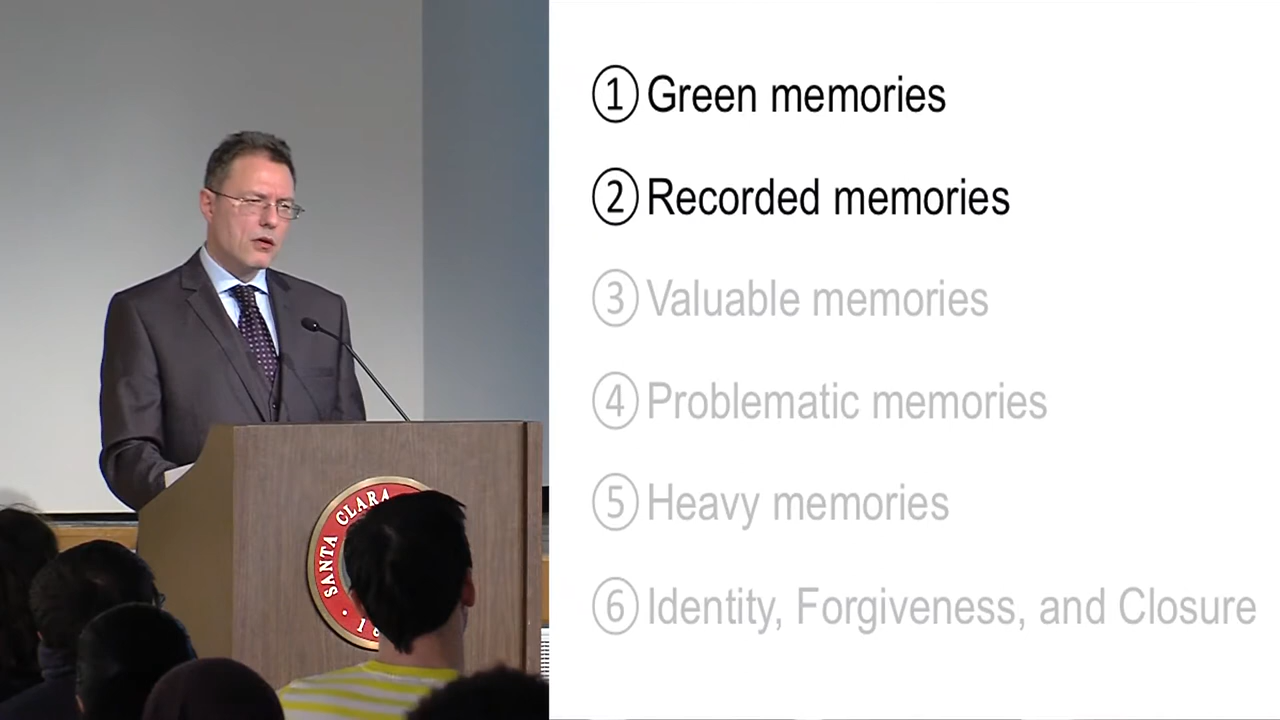 ① Green memories
② Recorded memories
③ Valuable memories
④ Problematic memories
⑤ Heavy memories
⑥ Identity, Forgiveness, and Closure
SANTA CLARA